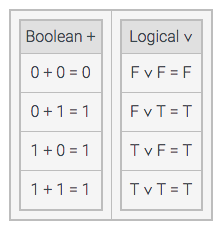 Boolean + Logical ∨
0 + 0 = 0 F ∨ F = F
0 + 1 = 1 F ∨ T = T
1 + 0 = 1 T ∨ F = T
1 + 1 = 1 T ∨ T = T